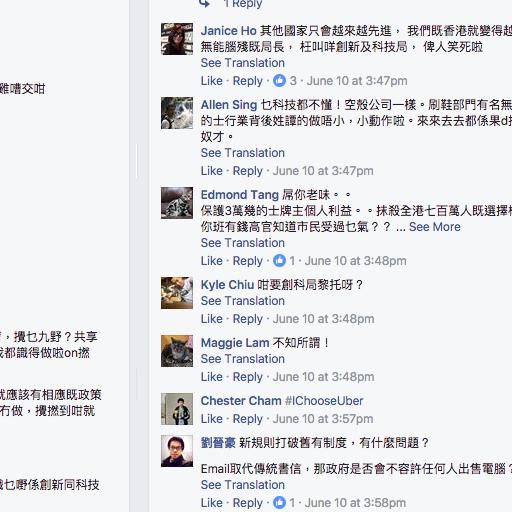 1 Reply
Janice Ho 其他國家只會越來越先進， 我們既香港就變得越
無能腦殘既局長， 枉叫咩創新及科技局， 俾人笑死啦
See Translation
Like · Reply · 3 · June 10 at 3:47pm
雞嘈交咁
Allen Sing 乜科技都不懂！空殼公司一樣。刷鞋部門有名無
的士行業背後姓譚的做唔小，小動作啦。來來去去都係果d
奴才。
See Translation
Like · Reply · June 10 at 3:47pm
Edmond Tang 屌你老味。。
保護3萬幾的士牌主個人利益。。抹殺全港七百萬人既選擇
你班有錢高官知道市民受過乜氣？？ ... See More
See Translation
Like · Reply · 1 · June 10 at 3:48pm
Kyle Chiu 咁要創科局黎托呀？
See Translation
Like · Reply · June 10 at 3:48pm
，攪乜九野？共享
都識得做啦on撚
Maggie Lam 不知所謂！
See Translation
Like · Reply · June 10 at 3:48pm
就應該有相應既政策
冇做，攪撚到咁就
Chester Cham #IChooseUber
Like · Reply · June 10 at 3:57pm
劉晉豪 新規則打破舊有制度，有什麼問題？
Email取代傳統書信，那政府是否會不容許任何人出售電腦？
See Translation
乜嘢係創新同科技
Like · Reply · 1 · June 10 at 3:58pm